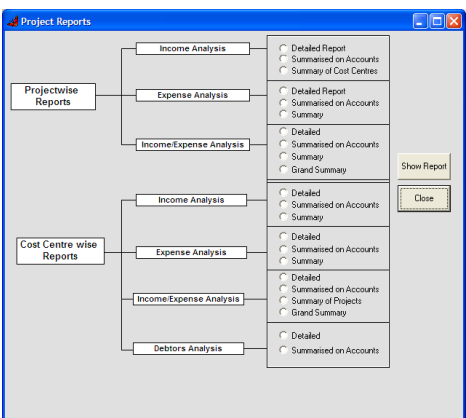 Project Reports
Projectwise
Reports
Income Analysis
Detailed Report
Summarised on Accounts
Summary of Cost Centres
Expense Analysis
Detailed Report
Summarised on Accounts
Summary
Income/Expense Analysis
Detailed
Summarised on Accounts
Summary
Grand Summary
Show Report
Close
Cost Centre wise
Reports
Income Analysis
Detailed
Summarised on Accounts
Summary
Expense Analysis
Detailed
Summarised on Accounts
Summary
Income/Expense Analysis
Detailed
Summarised on Accounts
Summary of Projects
Grand Summary
Debtors Analysis
Detailed
Summarised on Accounts